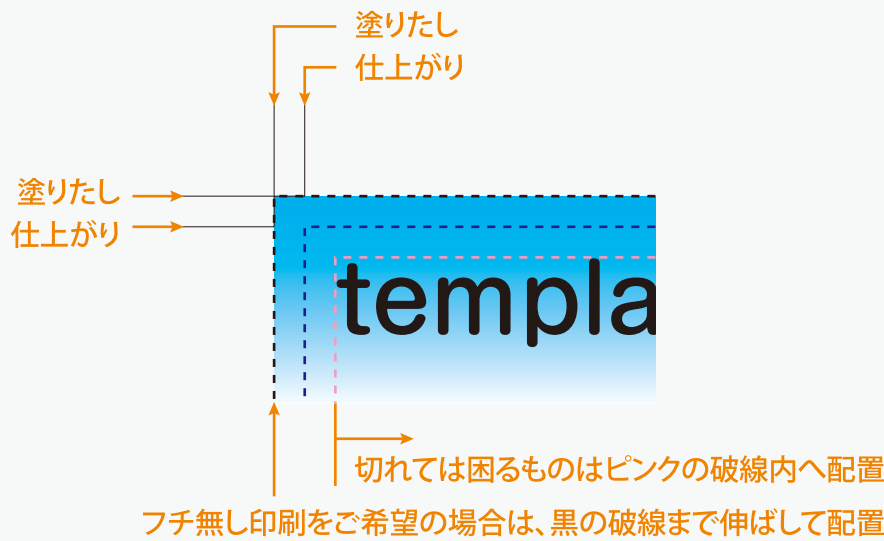 塗りたし
仕上がり
塗りたし
仕上がり
templa
切れては困るものはピンクの破線内へ配置
フチ無し印刷をご希望の場合は、黒の破線まで伸ばして配置